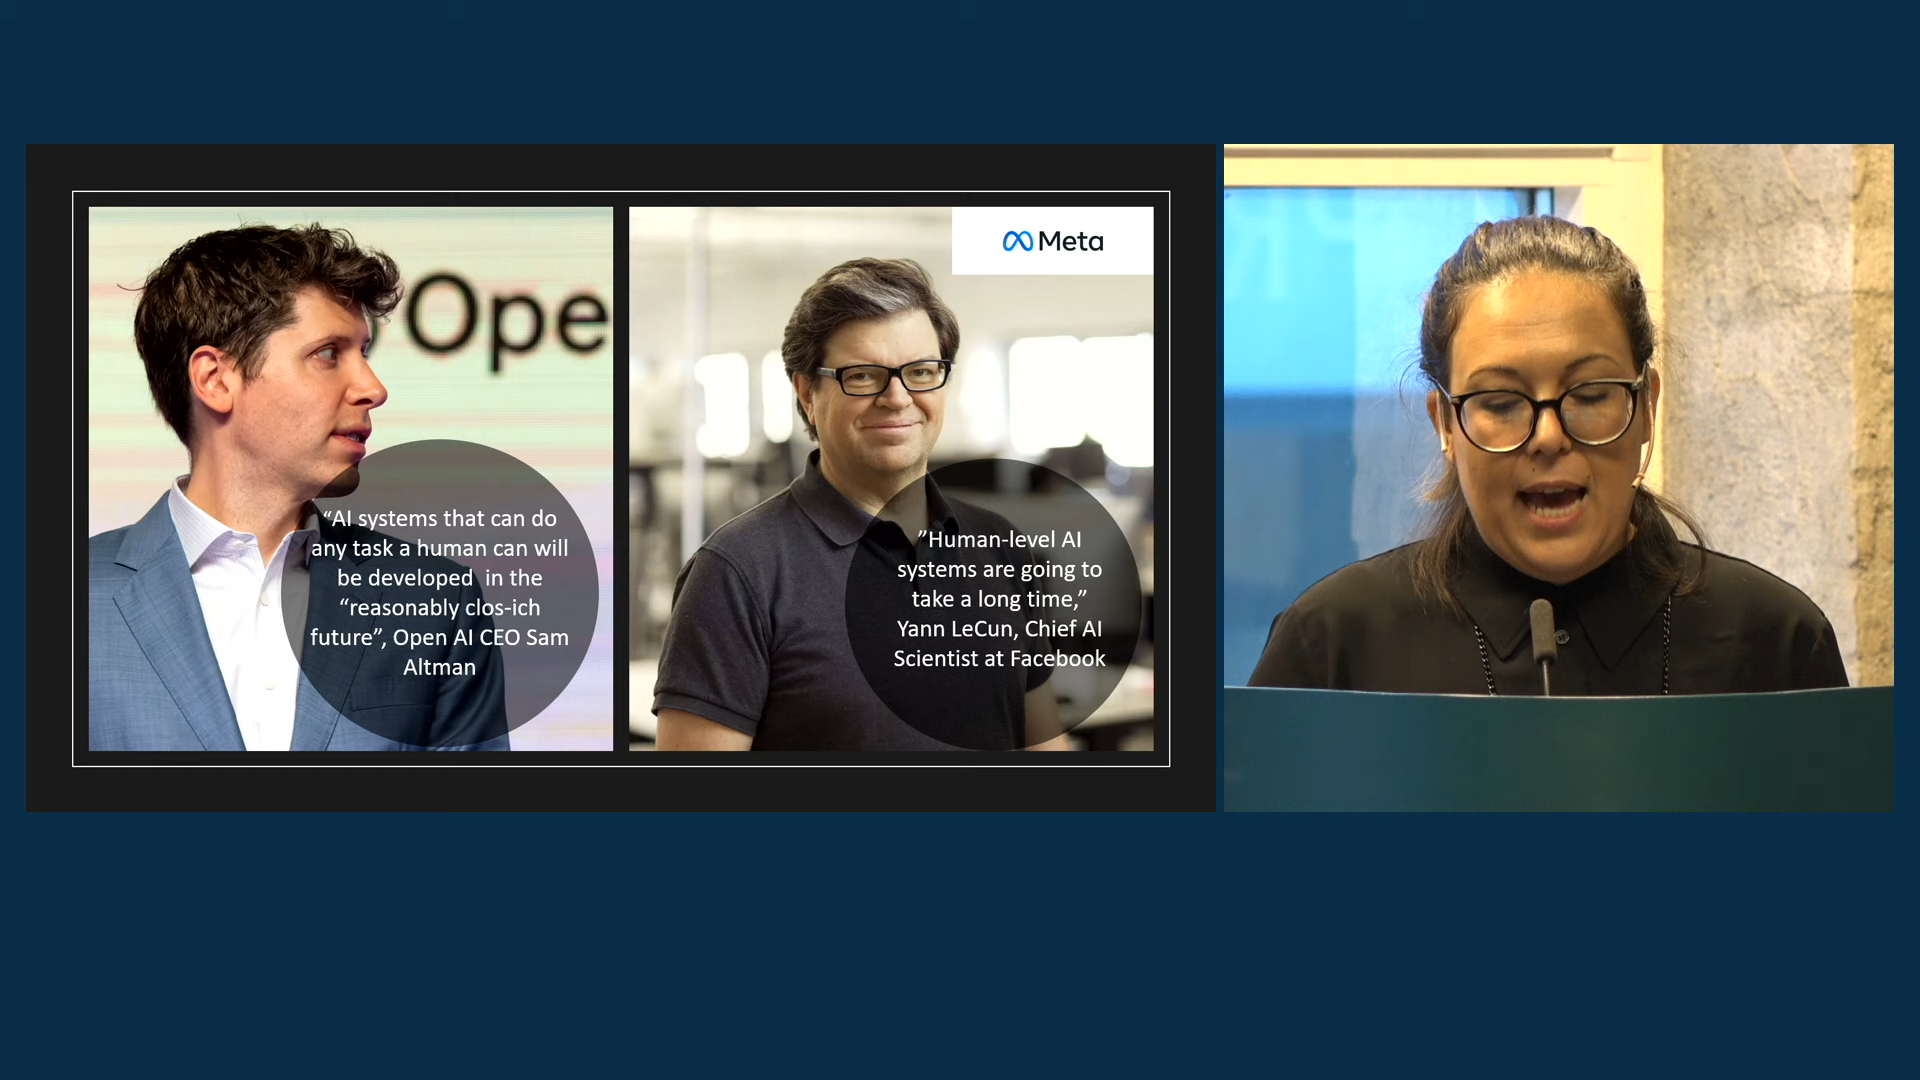 Ope
“AI systems that can do
any task a human can will
be developed  in the
“reasonably clos-ich
future”, Open AI CEO Sam
Altman
Meta
”Human-level AI
systems are going to
take a long time,”
Yann LeCun, Chief AI
Scientist at Facebook